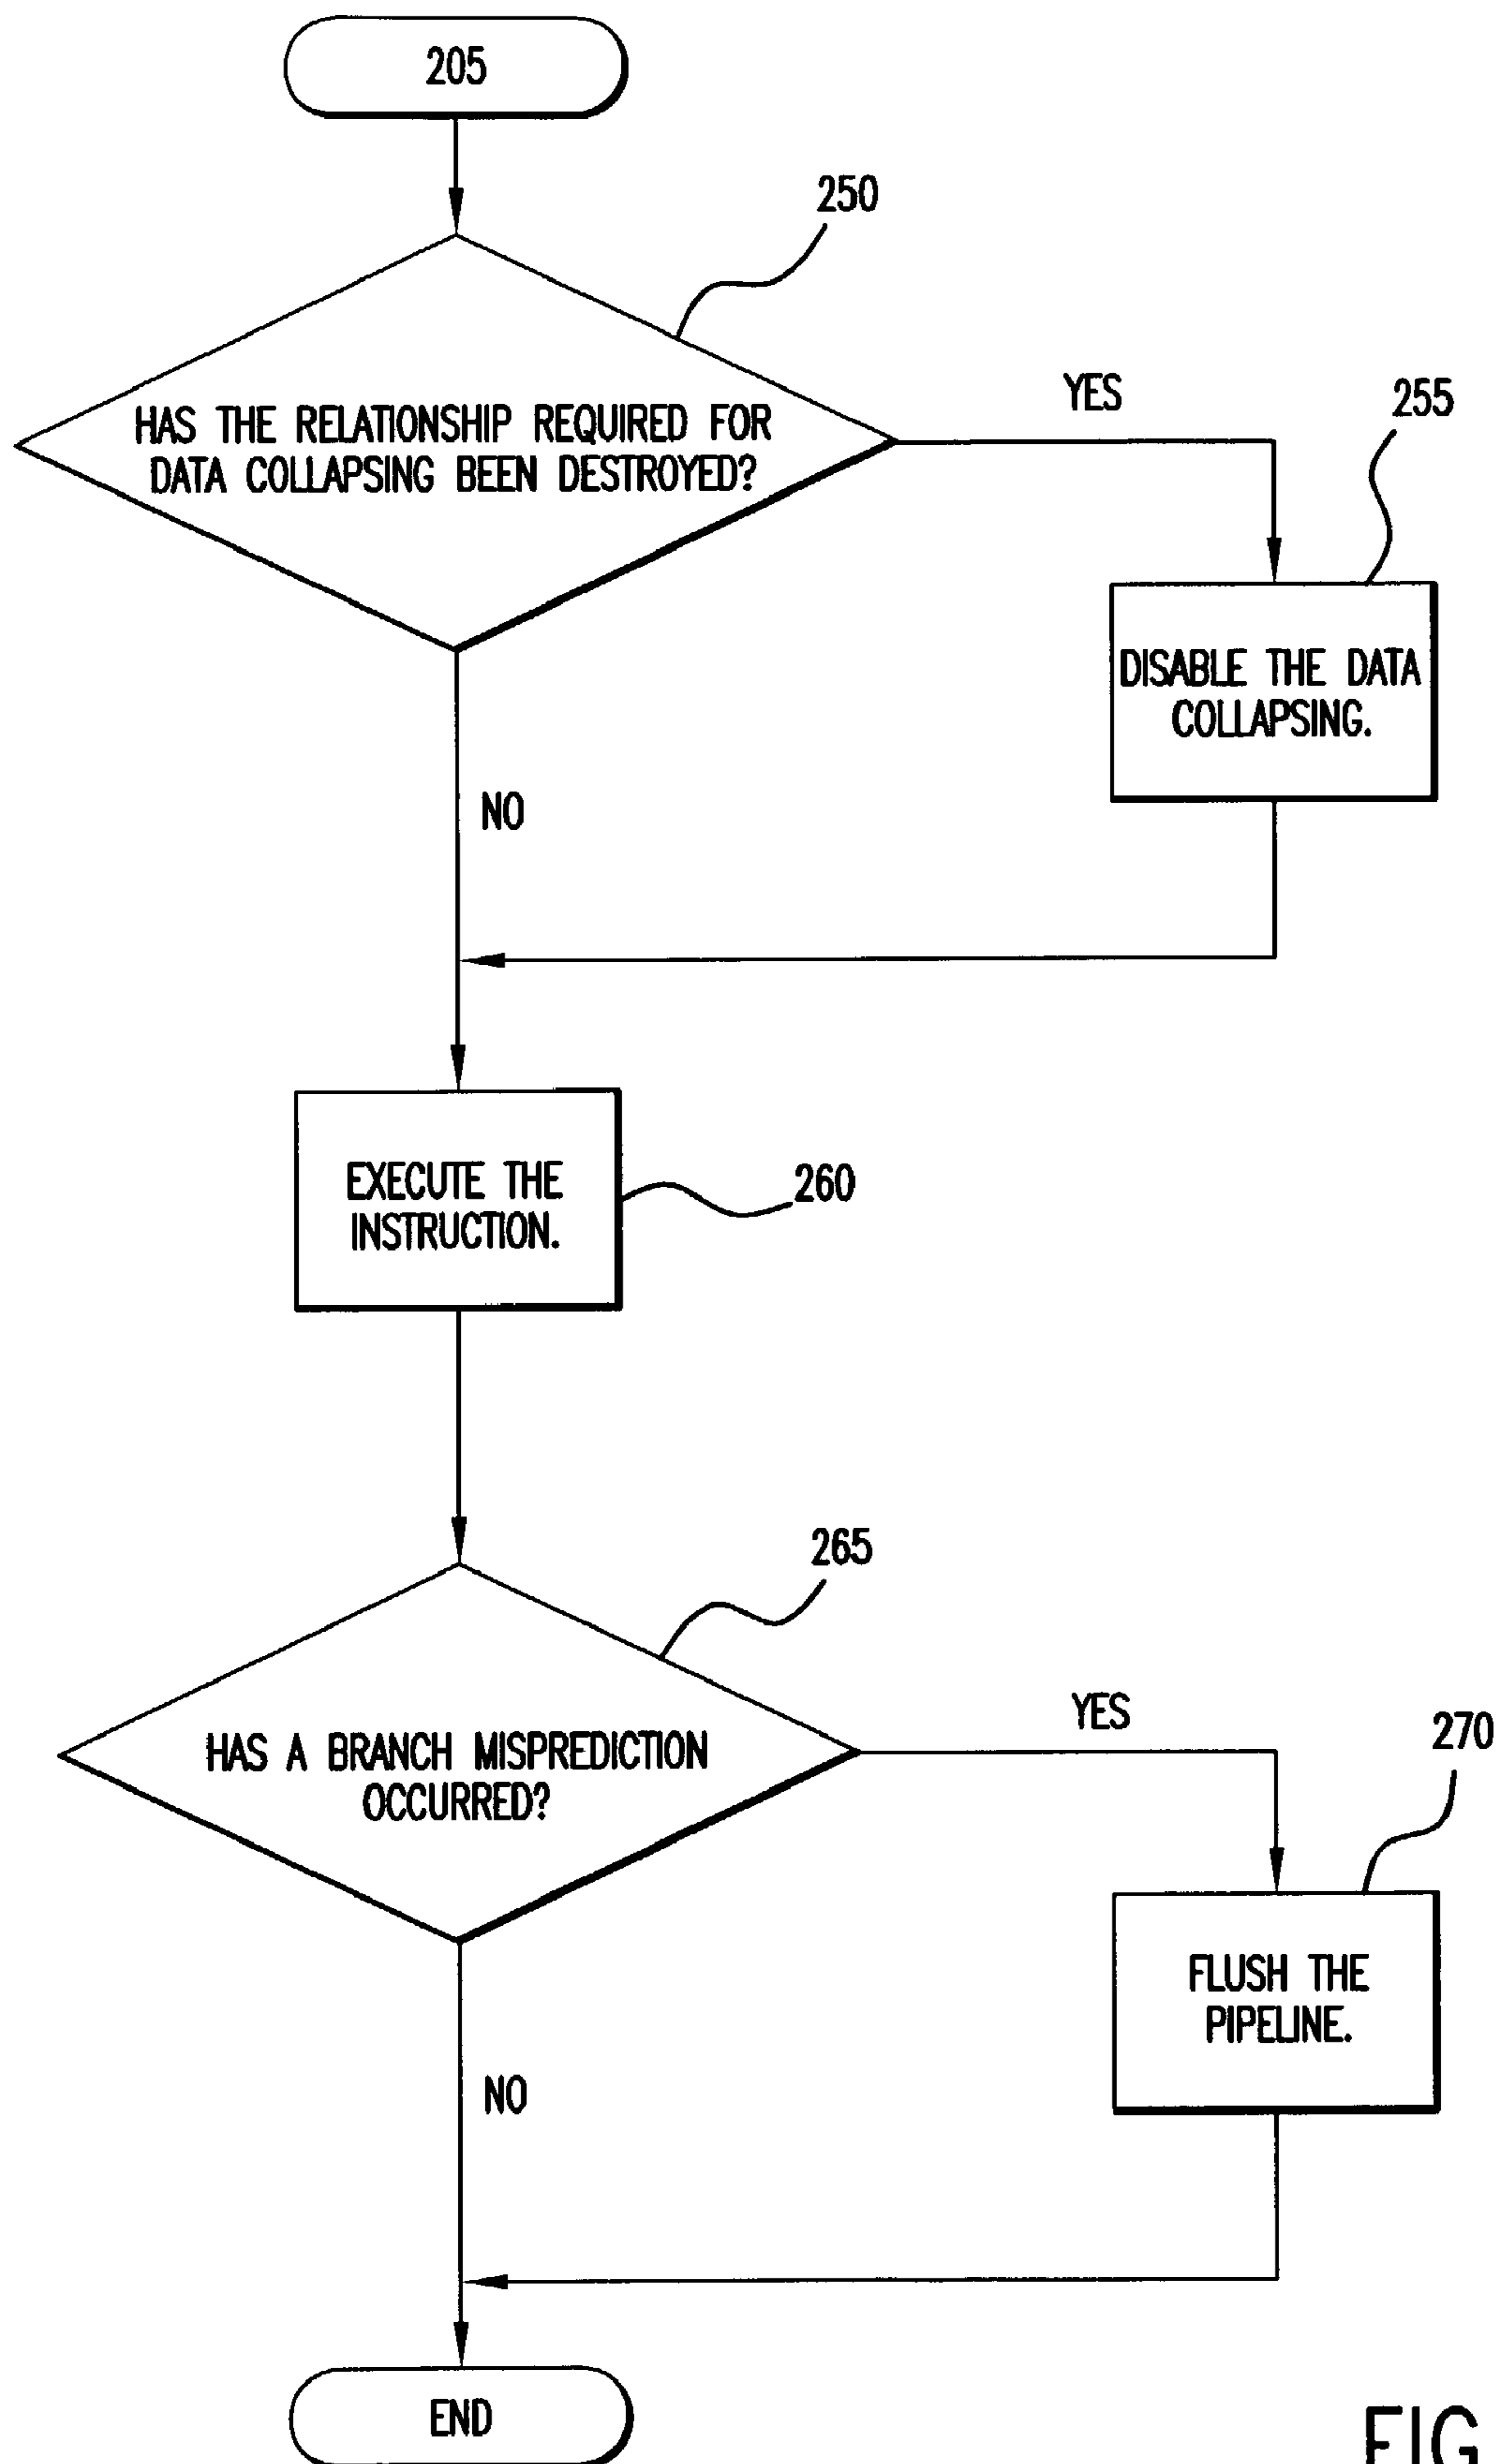 205
250
HAS THE RELATIONSHIP REQUIRED FOR
DATA COLLAPSING BEEN DESTROYED?
YES
255
DISABLE THE DATA
COLLAPSING.
NO
EXECUTE THE
INSTRUCTION.
260
265
HAS A BRANCH MISPREDICTION
OCCURRED?
YES
270
FLUSH THE
PIPELINE.
NO
END
FIG